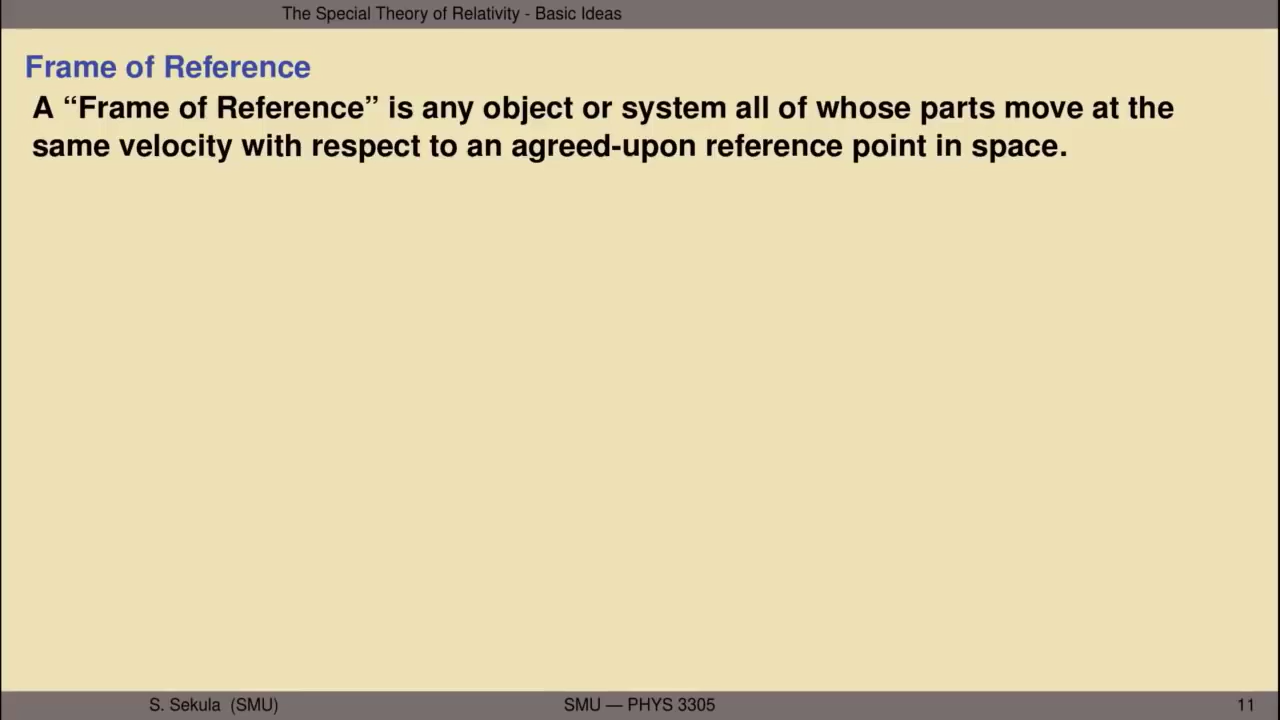 The Special Theory of Relativity - Basic Ideas
Frame of Reference
A “Frame of Reference” is any object or system all of whose parts move at the
same velocity with respect to an agreed-upon reference point in space.
S. Sekula (SMU) SMU — PHYS 3305 11